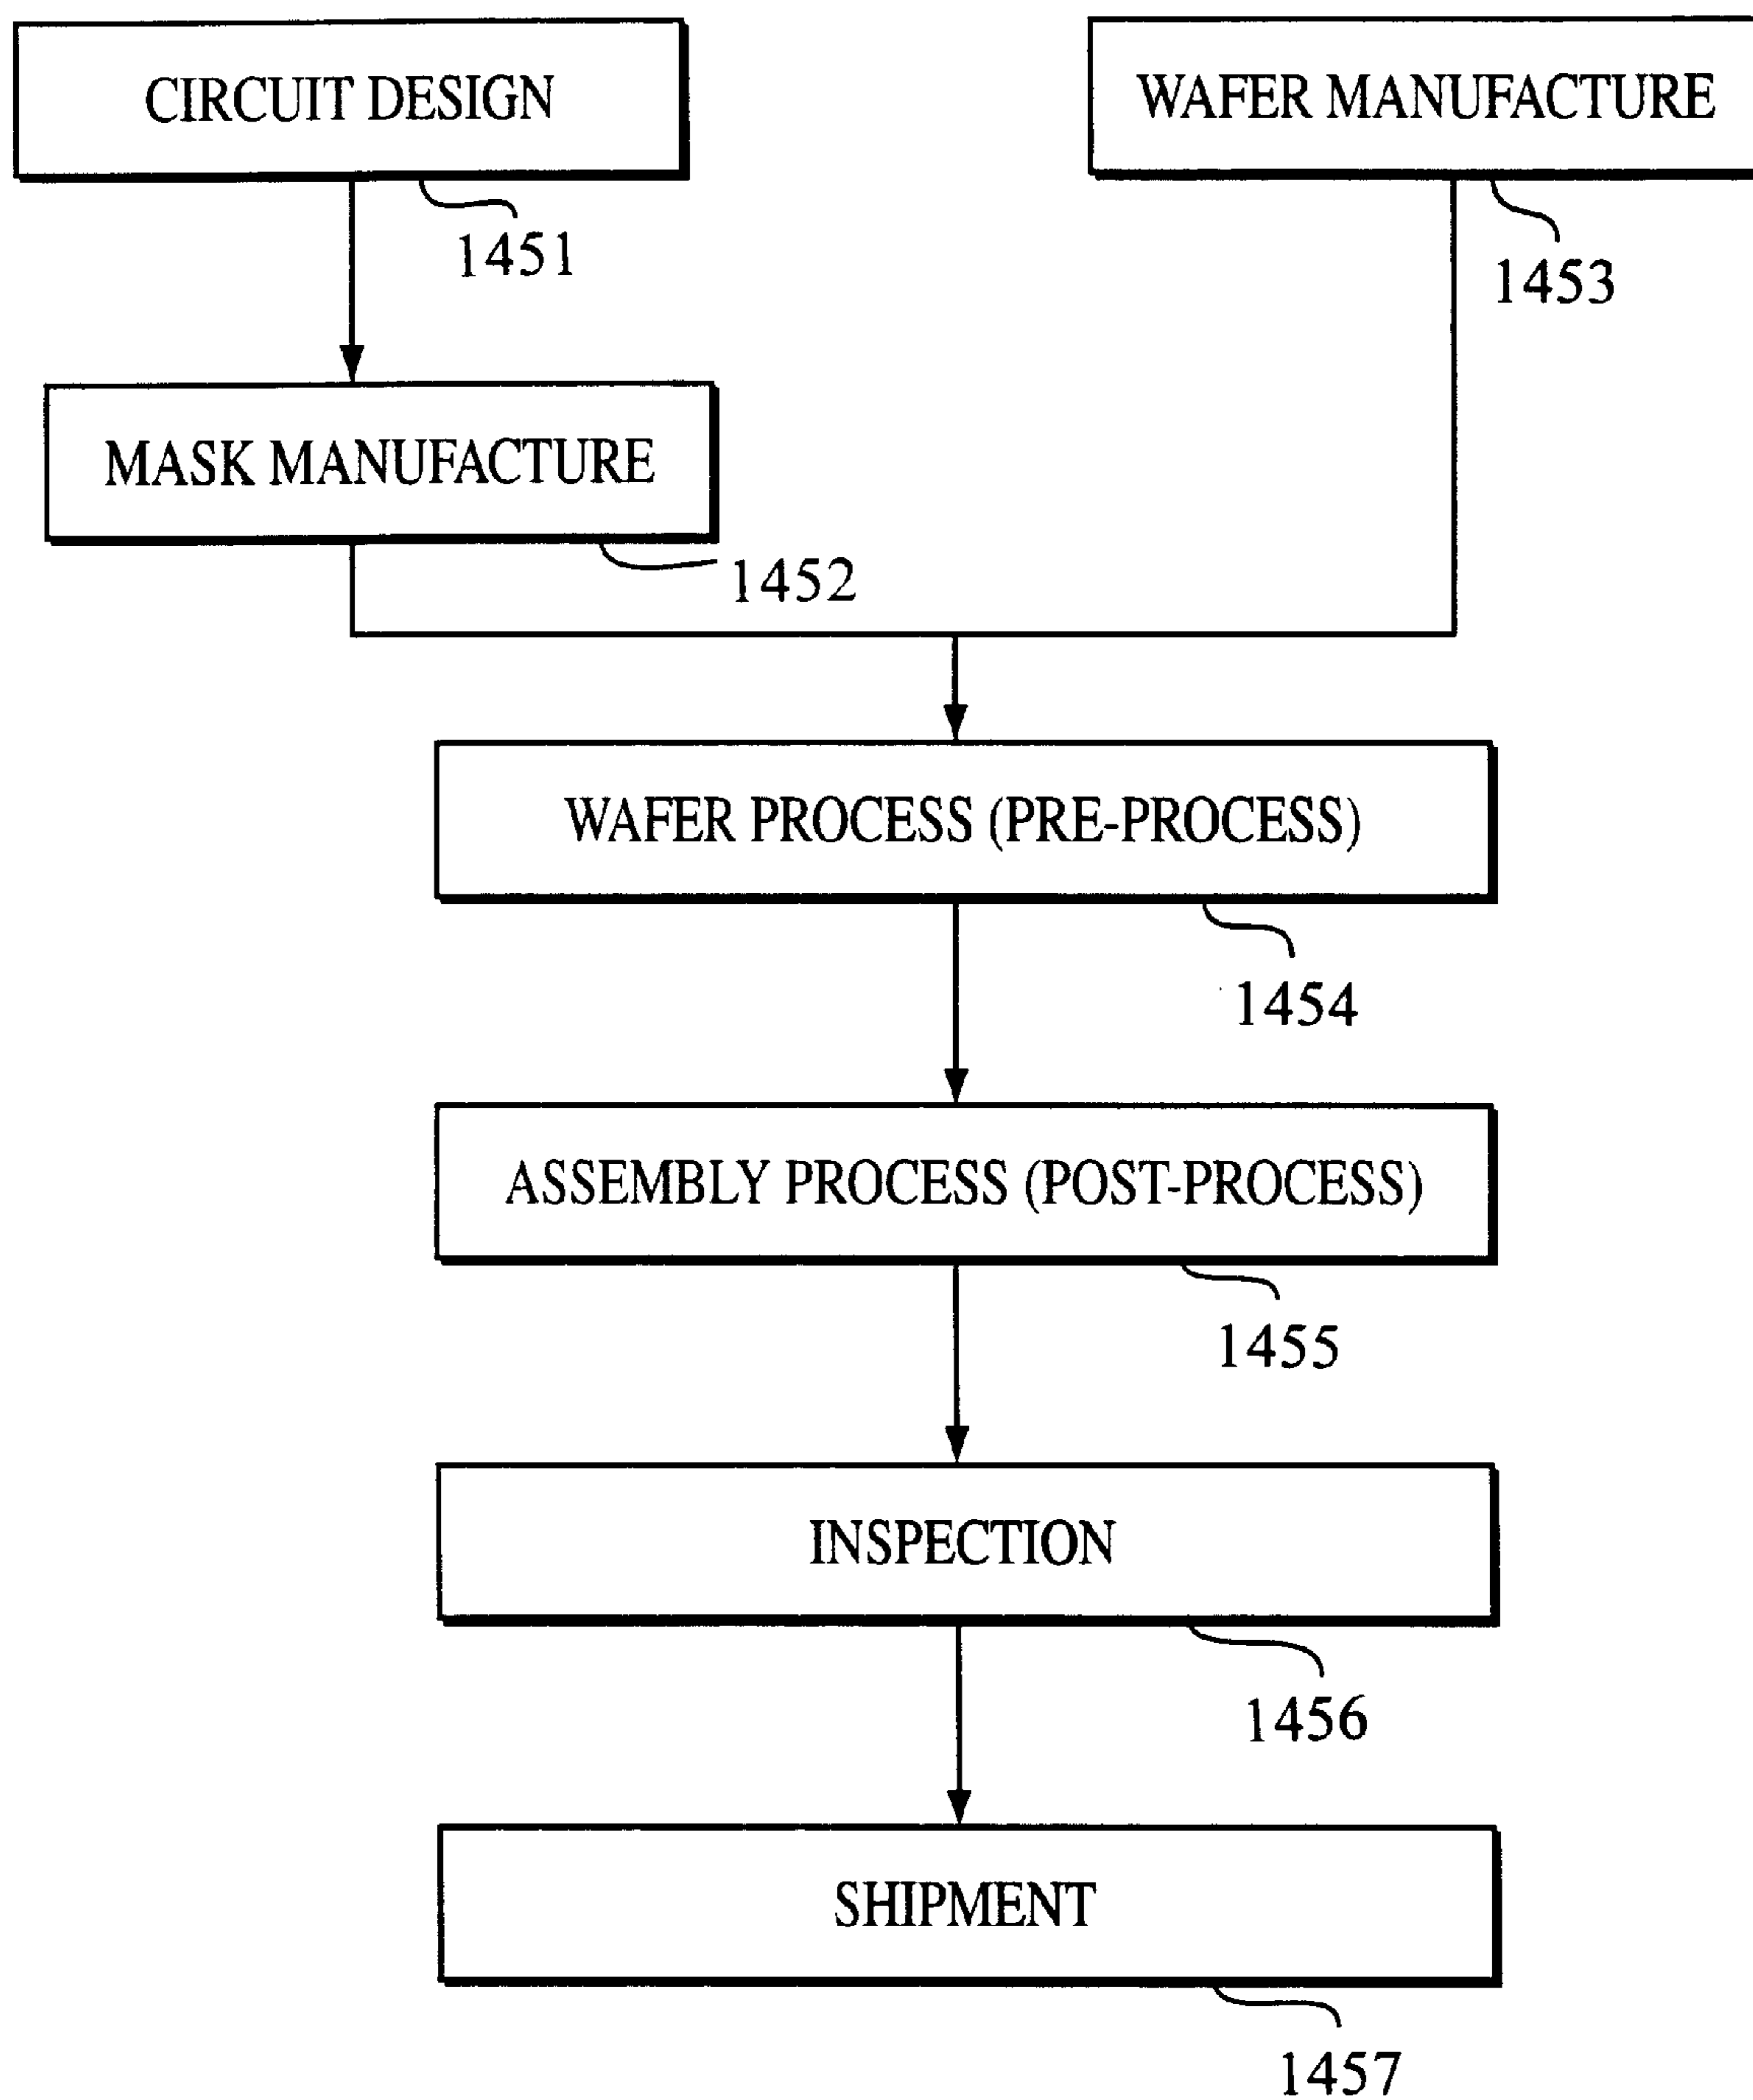 CIRCUIT DESIGN
WAFER MANUFACTURE
1451
1453
MASK MANUFACTURE
1452
WAFER PROCESS (PRE-PROCESS)
1454
ASSEMBLY PROCESS (POST-PROCESS)
1455
INSPECTION
1456
SHIPMENT
1457